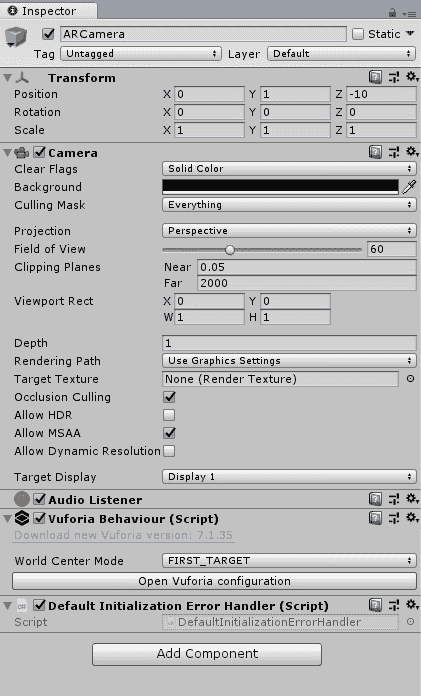 Inspector
ARCamera Static
Tag Untagged Layer Default
Transform
Position X 0 Y 1 Z -10
Rotation X 0 Y 0 Z 0
Scale X 1 Y 1 Z 1
Camera
Clear Flags Solid Color
Background
Culling Mask Everything
Projection Perspective
Field of View 60
Clipping Planes Near 0.05
Far 2000
Viewport Rect X 0 Y 0
W 1 H 1
Depth 1
Rendering Path Use Graphics Settings
Target Texture None (Render Texture)
Occlusion Culling
Allow HDR
Allow MSAA
Allow Dynamic Resolution
Target Display Display 1
Audio Listener
Vuforia Behaviour (Script)
Download new Vuforia version: 7.1.35
World Center Mode FIRST_TARGET
Open Vuforia configuration
Default Initialization Error Handler (Script)
Script DefaultInitializationErrorHandler
Add Component